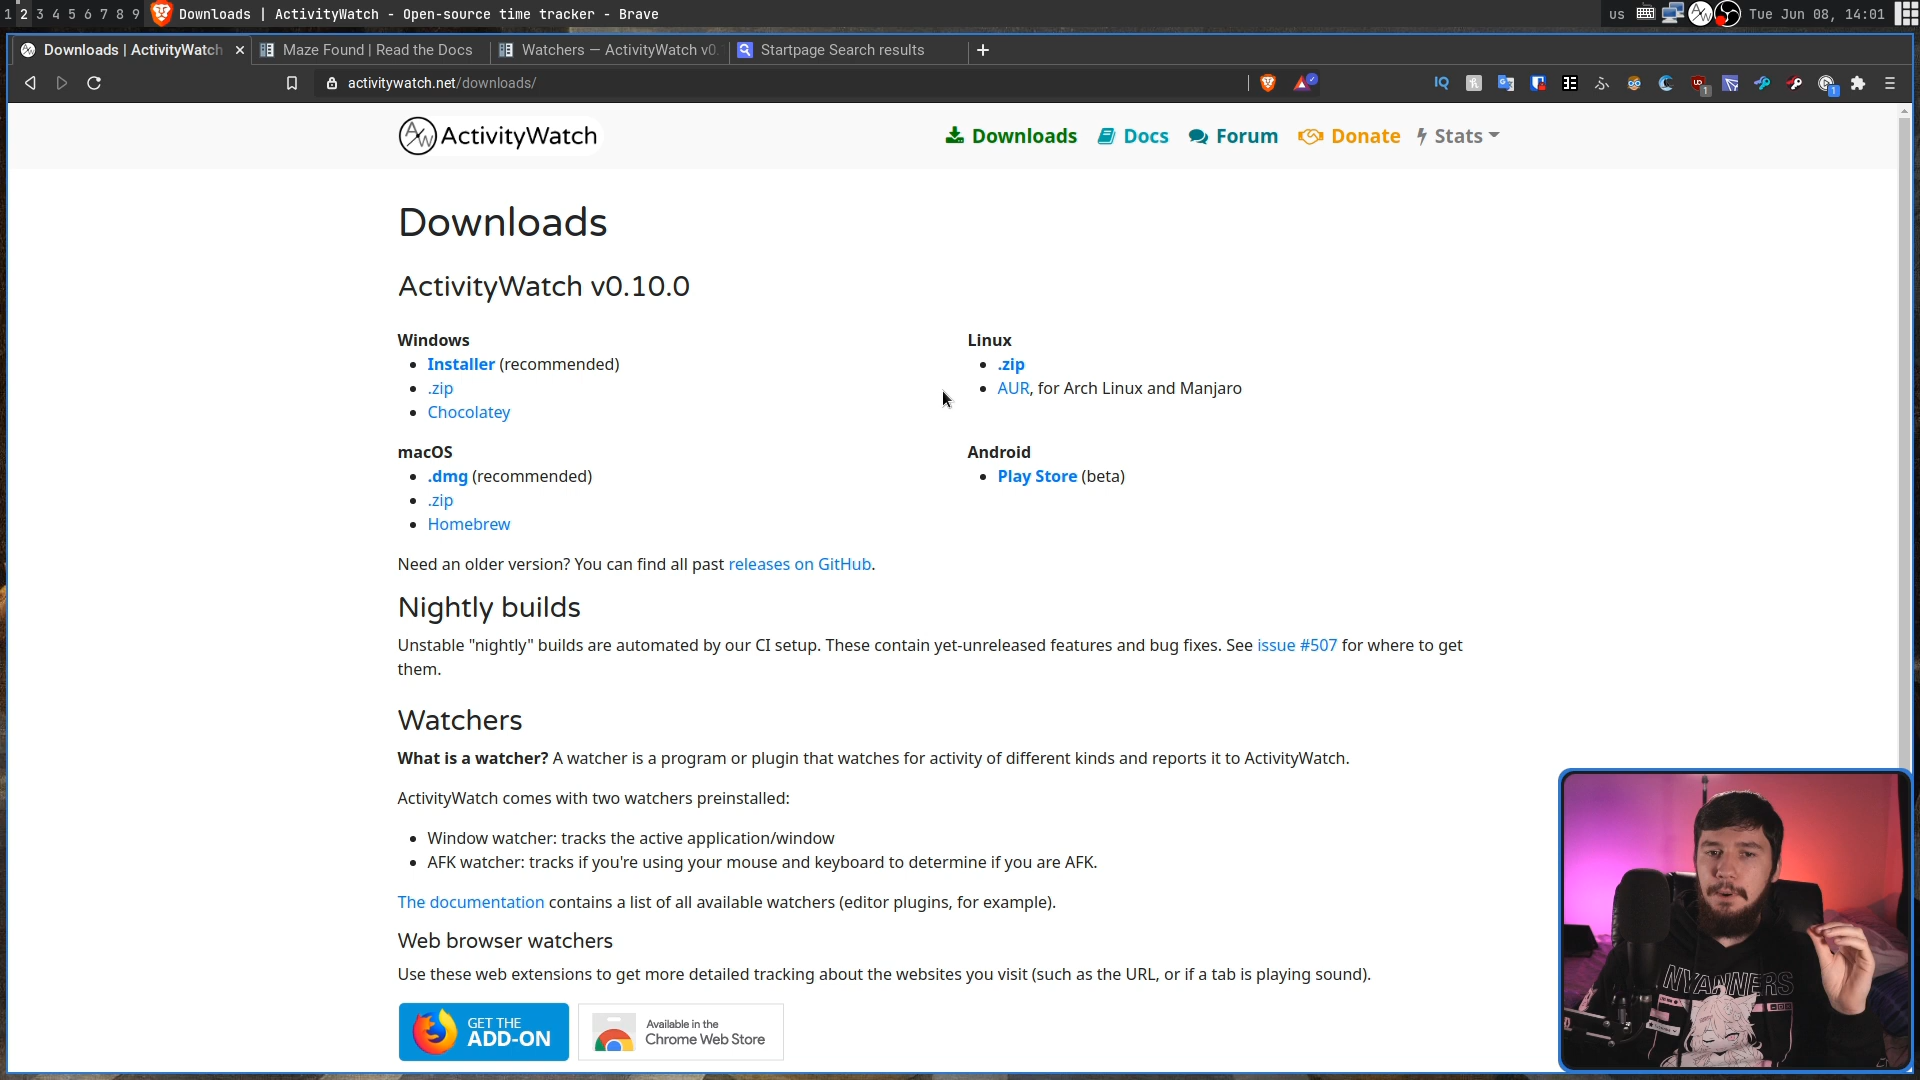 1 2 3 4 5 6 7 8 9 Downloads | ActivityWatch - Open-source time tracker - Brave us Tue Jun 08, 14:01
Downloads | ActivityWatch Maze Found | Read the Docs Watchers — ActivityWatch v0. Startpage Search results
activitywatch.net/downloads/
ActivityWatch Downloads Docs Forum Donate Stats
Downloads
ActivityWatch v0.10.0
Windows
Installer (recommended)
.zip
Chocolatey
Linux
.zip
AUR, for Arch Linux and Manjaro
macOS
.dmg (recommended)
.zip
Homebrew
Android
Play Store (beta)
Need an older version? You can find all past releases on GitHub.
Nightly builds
Unstable "nightly" builds are automated by our CI setup. These contain yet-unreleased features and bug fixes. See issue #507 for where to get
them.
Watchers
What is a watcher? A watcher is a program or plugin that watches for activity of different kinds and reports it to ActivityWatch.
ActivityWatch comes with two watchers preinstalled:
Window watcher: tracks the active application/window
AFK watcher: tracks if you're using your mouse and keyboard to determine if you are AFK.
The documentation contains a list of all available watchers (editor plugins, for example).
Web browser watchers
Use these web extensions to get more detailed tracking about the websites you visit (such as the URL, or if a tab is playing sound).
GET THE
ADD-ON
Available in the
Chrome Web Store
NYANNERS